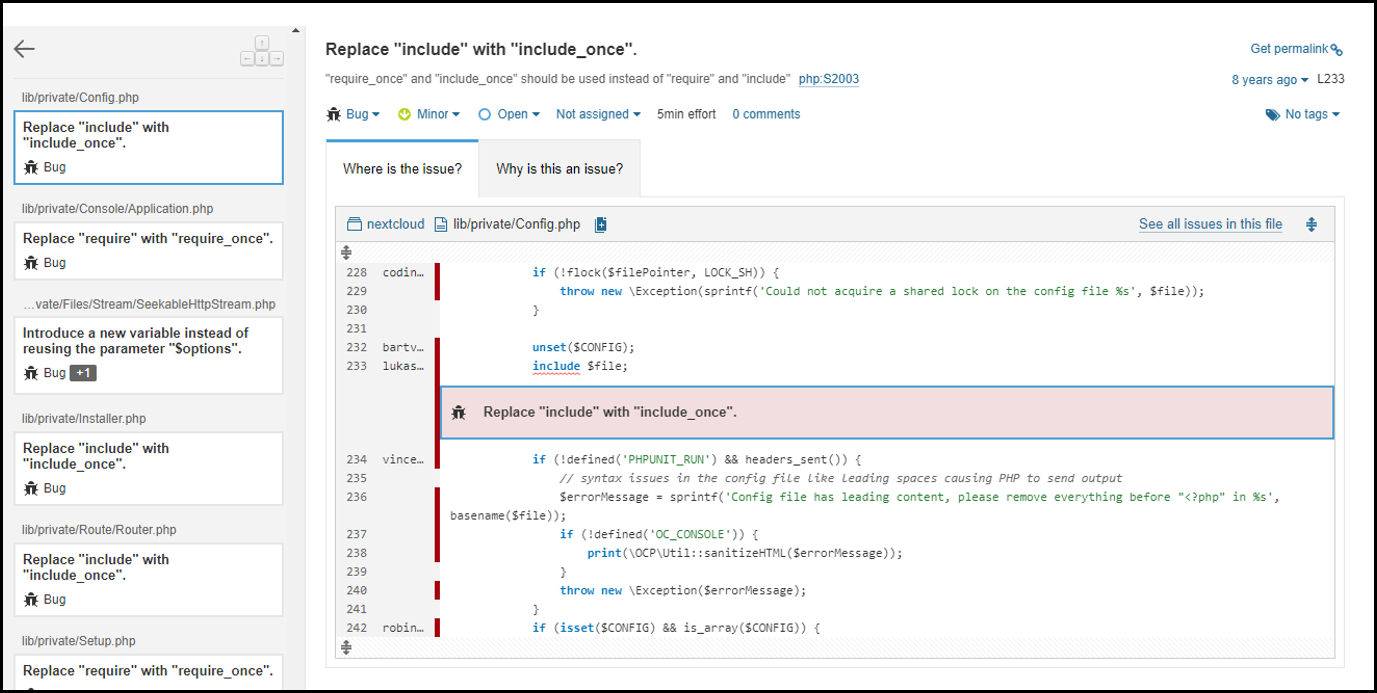 lib/private/Config.php
Replace "include" with
"include_once".
Bug
lib/private/Console/Application.php
Replace "require" with "require_once".
Bug
...vate/Files/Stream/SeekableHttpStream.php
Introduce a new variable instead of
reusing the parameter "$options".
Bug +1
lib/private/Installer.php
Replace "include" with
"include_once".
Bug
lib/private/Route/Router.php
Replace "include" with
"include_once".
Bug
lib/private/Setup.php
Replace "require" with "require_once".
Replace "include" with "include_once".
Get permalink
"require_once" and "include_once" should be used instead of "require" and "include" php:S2003
8 years ago L233
Bug Minor Open Not assigned 5min effort 0 comments
No tags
Where is the issue? Why is this an issue?
nextcloud lib/private/Config.php See all issues in this file
228 codin... if (!flock($filePointer, LOCK_SH)) {
229 throw new \Exception(sprintf('Could not acquire a shared lock on the config file %s', $file));
230 }
231
232 bartv... unset($CONFIG);
233 lukas... include $file;
Replace "include" with "include_once".
234 vince... if (!defined('PHPUNIT_RUN') && headers_sent()) {
235 // syntax issues in the config file like leading spaces causing PHP to send output
236 $errorMessage = sprintf('Config file has leading content, please remove everything before "<?php" in %s',
basename($file));
237 if (!defined('OC_CONSOLE')) {
238 print(\OCP\Util::sanitizeHTML($errorMessage));
239 }
240 throw new \Exception($errorMessage);
241 }
242 robin... if (isset($CONFIG) && is_array($CONFIG)) {